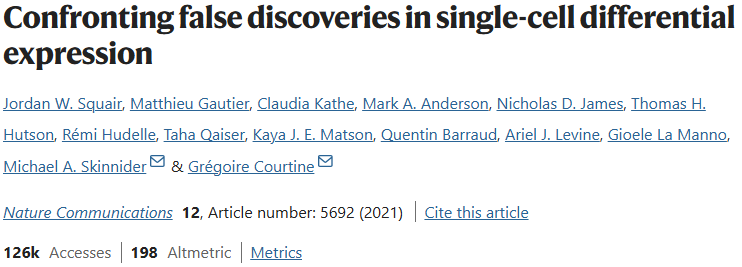 Confronting false discoveries in single-cell differential
expression
Jordan W. Squair, Matthieu Gautier, Claudia Kathe, Mark A. Anderson, Nicholas D. James, Thomas H.
Hutson, Rémi Hudelle, Taha Qaiser, Kaya J. E. Matson, Quentin Barraud, Ariel J. Levine, Gioele La Manno,
Michael A. Skinnider & Grégoire Courtine
Nature Communications 12, Article number: 5692 (2021) | Cite this article
126k Accesses | 198 Altmetric | Metrics